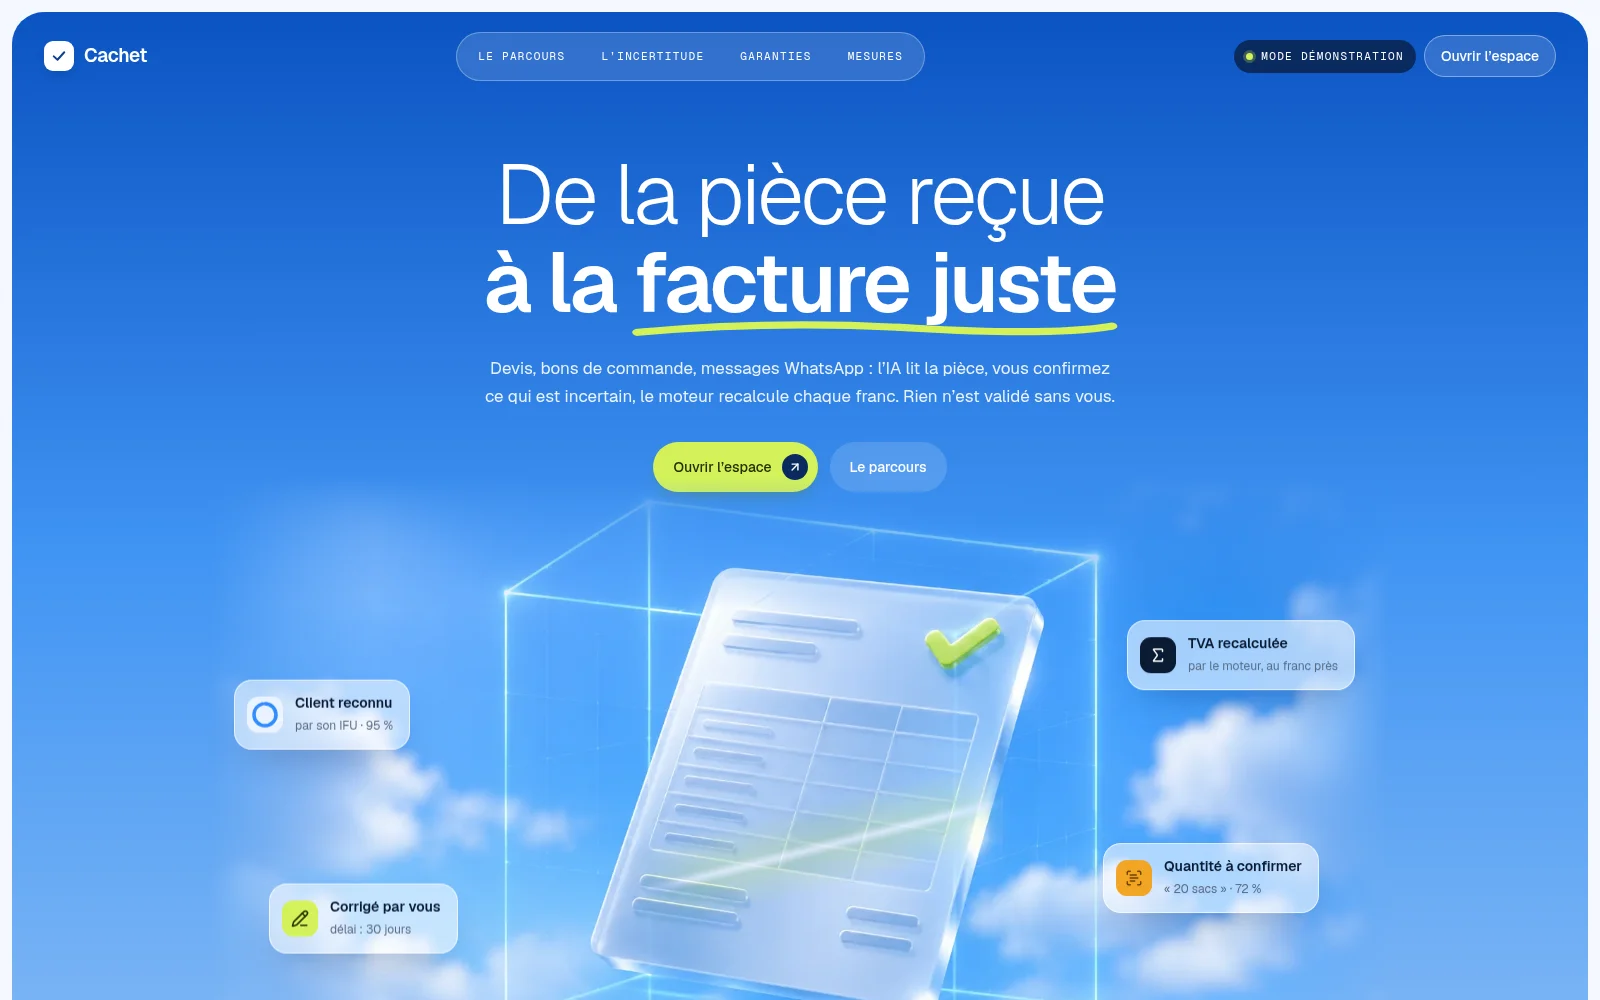 Cachet
LE PARCOURS
L'INCERTITUDE
GARANTIES
MESURES
MODE DÉMONSTRATION
Ouvrir l'espace
De la pièce reçue
à la facture juste
Devis, bons de commande, messages WhatsApp : l'IA lit la pièce, vous confirmez
ce qui est incertain, le moteur recalcule chaque franc. Rien n'est validé sans vous.
Ouvrir l'espace
Le parcours
TVA recalculée
par le moteur, au franc près
Client reconnu
par son IFU · 95 %
Quantité à confirmer
« 20 sacs » · 72 %
Corrigé par vous
délai : 30 jours